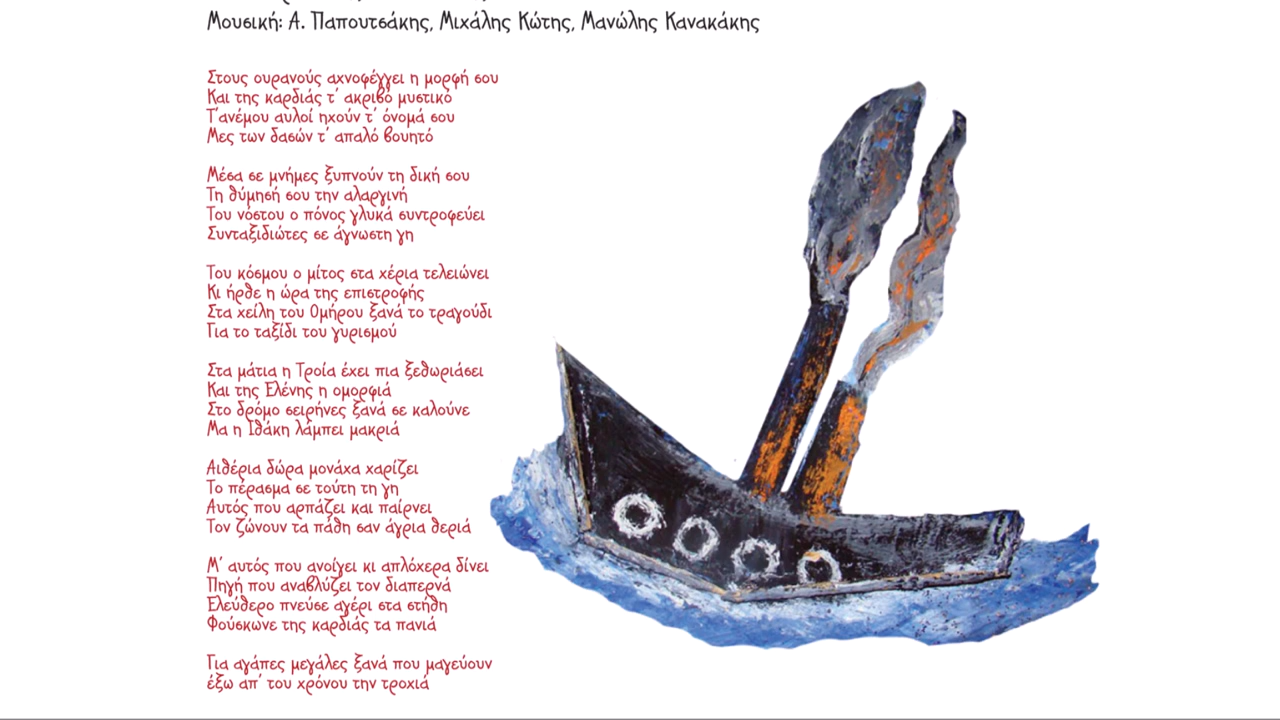 Μουσική: Α. Παπουτσάκης, Μιχάλης Κώτης, Μανώλης Κανακάκης
Στους ουρανούς αχνοφέγγει η μορφή σου
Και της καρδιάς τ' ακριβό μυστικό
Τ'ανέμου αυλοί ηχούν τ' όνομά σου
Μες των δασών τ' απαλό βουητό
Μέσα σε μνήμες ξυπνούν τη δική σου
Τη θύμησή σου την αλαργινή
Του νόστου ο πόνος γλυκά συντροφεύει
Συνταξιδιώτες σε άγνωστη γη
Του κόσμου ο μίτος στα χέρια τελειώνει
Κι ήρθε η ώρα της επιστροφής
Στα χείλη του Ομήρου ξανά το τραγούδι
Για το ταξίδι του γυρισμού
Στα μάτια η Τροία έχει πια ξεθωριάσει
Και της Ελένης η ομορφιά
Στο δρόμο σειρήνες ξανά σε καλούνε
Μα η Ιθάκη λάμπει μακριά
Αιθέρια δώρα μονάχα χαρίζει
Το πέρασμα σε τούτη τη γη
Αυτός που αρπάζει και παίρνει
Τον ζώνουν τα πάθη σαν άγρια θεριά
Μ' αυτός που ανοίγει κι απλόχερα δίνει
Πηγή που αναβλύζει τον διαπερνά
Ελεύθερο πνεύσε αγέρι στα στήθη
Φούσκωνε της καρδιάς τα πανιά
Για αγάπες μεγάλες ξανά που μαγεύουν
έξω απ' του χρόνου την τροχιά